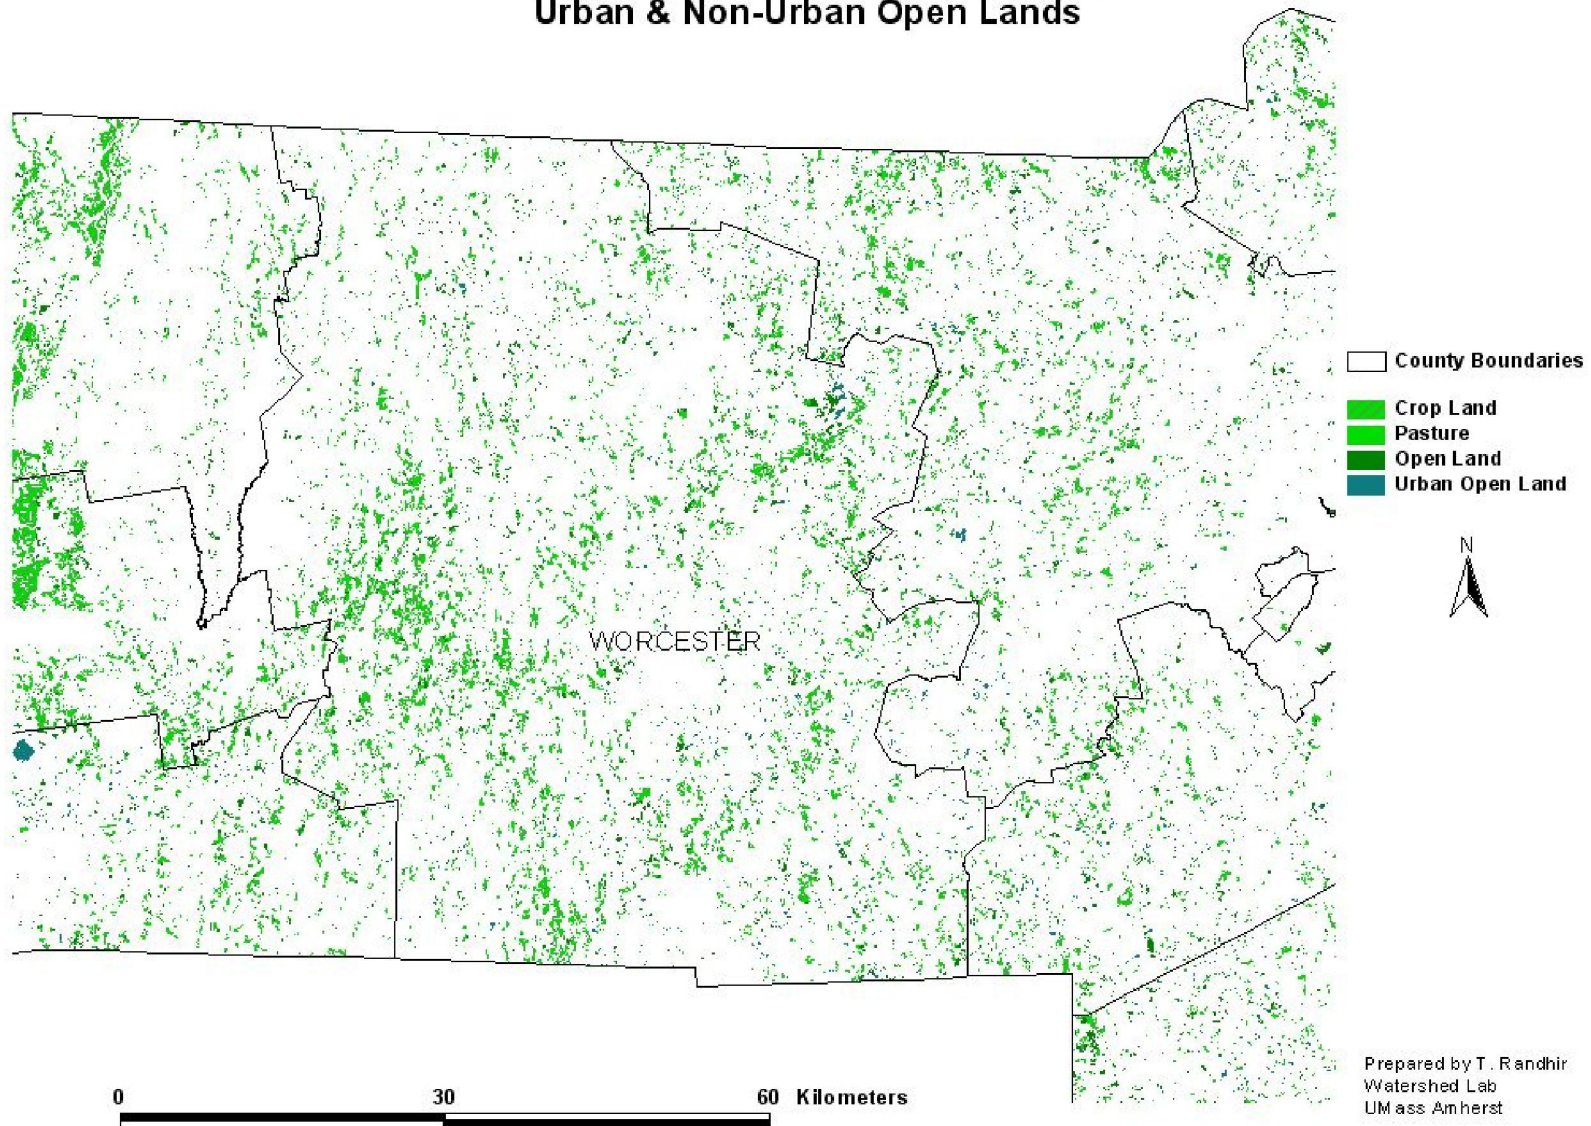 Urban & Non-Urban Open Lands
County Boundaries
Crop Land
Pasture
Open Land
Urban Open Land
N
WORCESTER
0 30 60 Kilometers
Prepared by T. Randhir
Watershed Lab
UMass Amherst